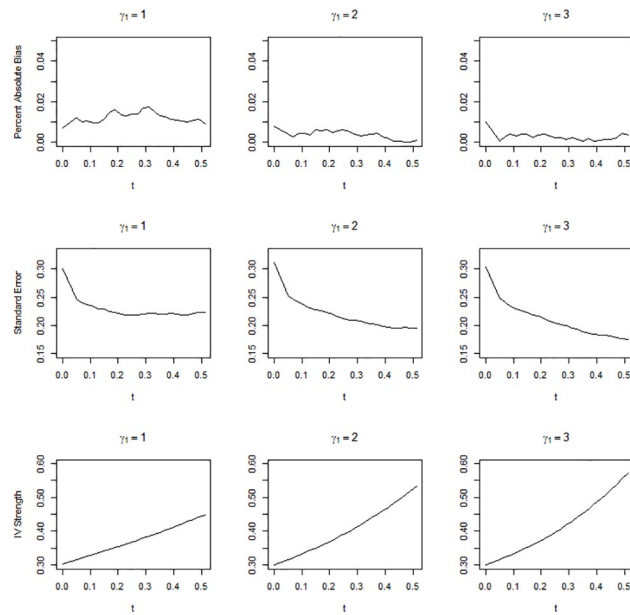 γ₁ = 1
γ₁ = 2
γ₁ = 3
Percent Absolute Bias
0.00 0.02 0.04
0.00 0.02 0.04
0.00 0.02 0.04
0.0 0.1 0.2 0.3 0.4 0.5
0.0 0.1 0.2 0.3 0.4 0.5
0.0 0.1 0.2 0.3 0.4 0.5
t
t
t
γ₁ = 1
γ₁ = 2
γ₁ = 3
Standard Error
0.15 0.20 0.25 0.30
0.15 0.20 0.25 0.30
0.15 0.20 0.25 0.30
0.0 0.1 0.2 0.3 0.4 0.5
0.0 0.1 0.2 0.3 0.4 0.5
0.0 0.1 0.2 0.3 0.4 0.5
t
t
t
γ₁ = 1
γ₁ = 2
γ₁ = 3
IV Strength
0.30 0.40 0.50 0.60
0.30 0.40 0.50 0.60
0.30 0.40 0.50 0.60
0.0 0.1 0.2 0.3 0.4 0.5
0.0 0.1 0.2 0.3 0.4 0.5
0.0 0.1 0.2 0.3 0.4 0.5
t
t
t